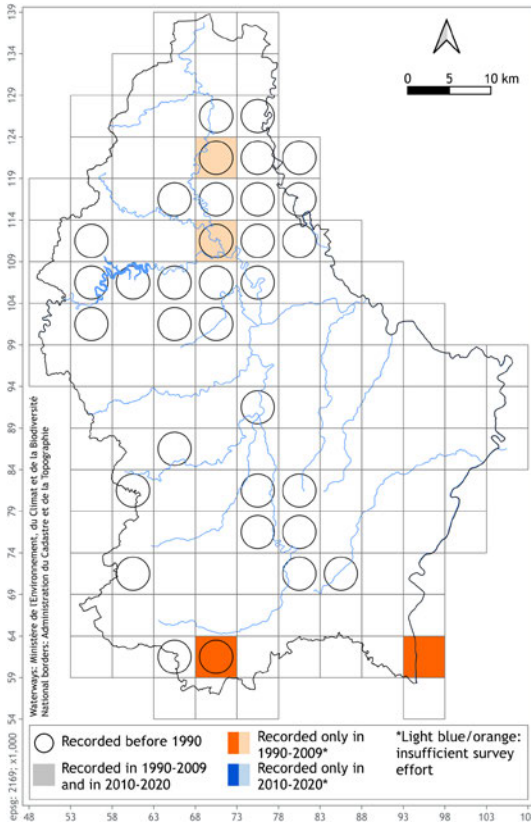 139
134
129
124
119
114
109
104
99
94
89
84
79
74
69
64
59
54
0 5 10 km
Waterways: Ministère de l'Environnement, du Climat et de la Biodiversité
National borders: Administration du Cadastre et de la Topographie
epsg: 2169; x1,000
Recorded before 1990
Recorded in 1990-2009
and in 2010-2020
Recorded only in
1990-2009*
Recorded only in
2010-2020*
*Light blue/orange:
insufficient survey
effort
48 53 58 63 68 73 78 83 88 93 98 103 108